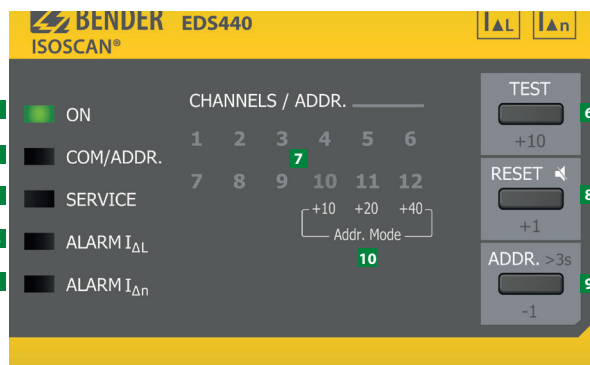 BENDER EDS440
ISOSCAN®
IΔL IΔn
ON
COM/ADDR.
SERVICE
ALARM IΔL
ALARM IΔn
CHANNELS / ADDR.
1 2 3 4 5 6
7
7 8 9 10 11 12
+10 +20 +40
Addr. Mode
10
TEST
6
+10
RESET
8
+1
ADDR. >3s
9
-1